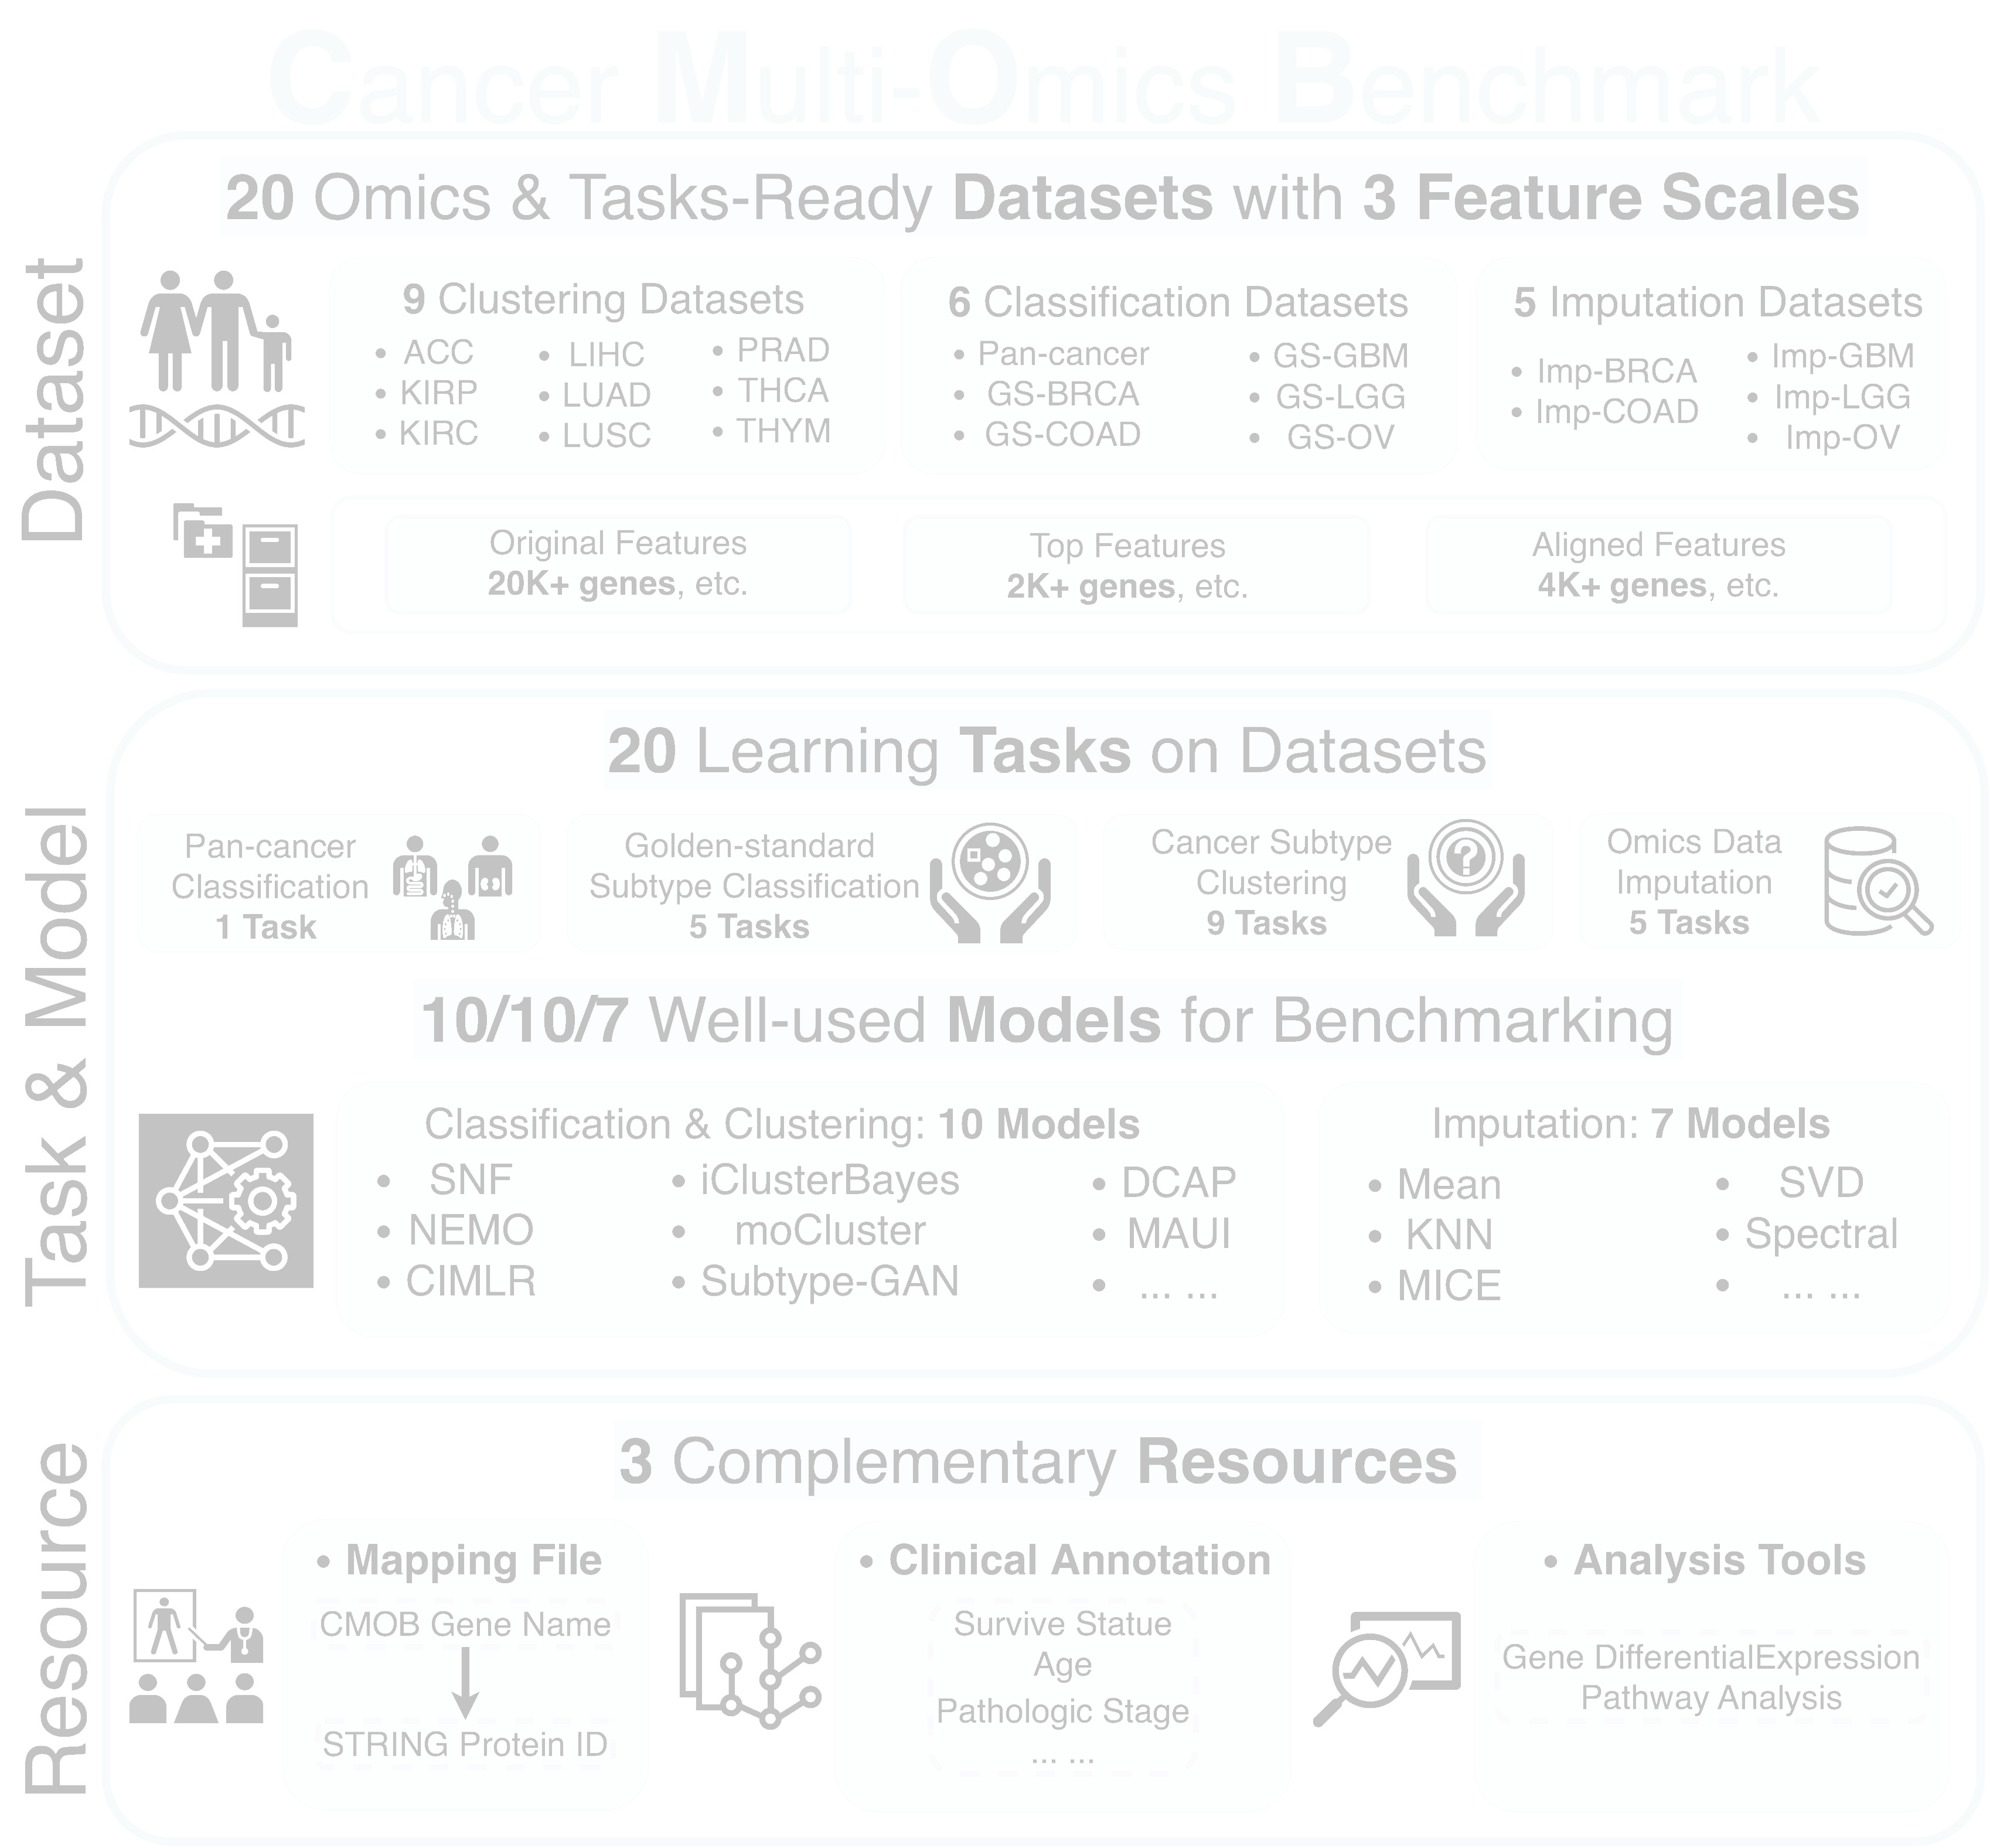 Cancer Multi-Omics Benchmark
Dataset
20 Omics & Tasks-Ready Datasets with 3 Feature Scales
9 Clustering Datasets
• ACC
• KIRP
• KIRC
• LIHC
• LUAD
• LUSC
• PRAD
• THCA
• THYM
6 Classification Datasets
• Pan-cancer
• GS-BRCA
• GS-COAD
• GS-GBM
• GS-LGG
• GS-OV
5 Imputation Datasets
• Imp-BRCA
• Imp-COAD
• Imp-GBM
• Imp-LGG
• Imp-OV
Original Features
20K+ genes, etc.
Top Features
2K+ genes, etc.
Aligned Features
4K+ genes, etc.
Task & Model
20 Learning Tasks on Datasets
Pan-cancer
Classification
1 Task
Golden-standard
Subtype Classification
5 Tasks
Cancer Subtype
Clustering
9 Tasks
?
Omics Data
Imputation
5 Tasks
10/10/7 Well-used Models for Benchmarking
Classification & Clustering: 10 Models
• SNF
• NEMO
• CIMLR
• iClusterBayes
• moCluster
• Subtype-GAN
• DCAP
• MAUI
• ... ...
Imputation: 7 Models
• Mean
• KNN
• MICE
• SVD
• Spectral
• ... ...
Resource
3 Complementary Resources
• Mapping File
CMOB Gene Name
STRING Protein ID
• Clinical Annotation
Survive Statue
Age
Pathologic Stage
... ...
• Analysis Tools
Gene DifferentialExpression
Pathway Analysis